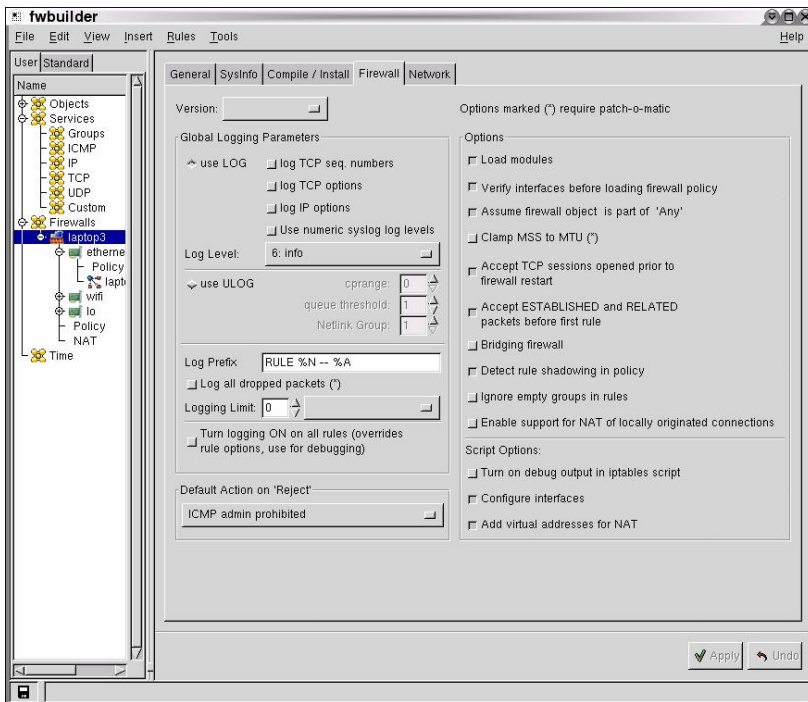 fwbuilder
File Edit View Insert Rules Tools Help
User Standard
Name
Objects
Services
Groups
ICMP
IP
TCP
UDP
Custom
Firewalls
laptop3
etherne
Policy
lapt
wifi
lo
Policy
NAT
Time
General SysInfo Compile / Install Firewall Network
Version:
Options marked (*) require patch-o-matic
Global Logging Parameters
use LOG
log TCP seq. numbers
log TCP options
log IP options
Use numeric syslog log levels
Log Level: 6: info
use ULOG
cprange: 0
queue threshold: 1
Netlink Group: 1
Log Prefix RULE %N -- %A
Log all dropped packets (*)
Logging Limit: 0
Turn logging ON on all rules (overrides
rule options, use for debugging)
Default Action on 'Reject'
ICMP admin prohibited
Options
Load modules
Verify interfaces before loading firewall policy
Assume firewall object is part of 'Any'
Clamp MSS to MTU (*)
Accept TCP sessions opened prior to
firewall restart
Accept ESTABLISHED and RELATED
packets before first rule
Bridging firewall
Detect rule shadowing in policy
Ignore empty groups in rules
Enable support for NAT of locally originated connections
Script Options:
Turn on debug output in iptables script
Configure interfaces
Add virtual addresses for NAT
Apply Undo